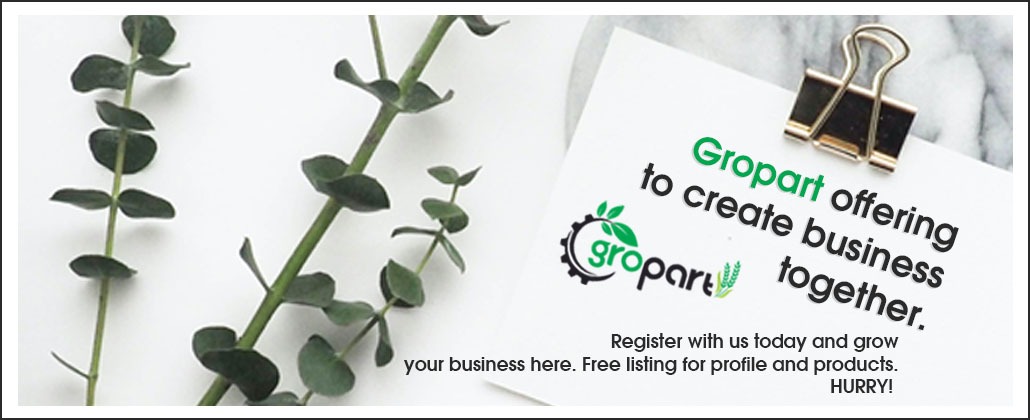 Gropart offering
to create business
together.
gropart
Register with us today and grow
your business here. Free listing for profile and products.
HURRY!